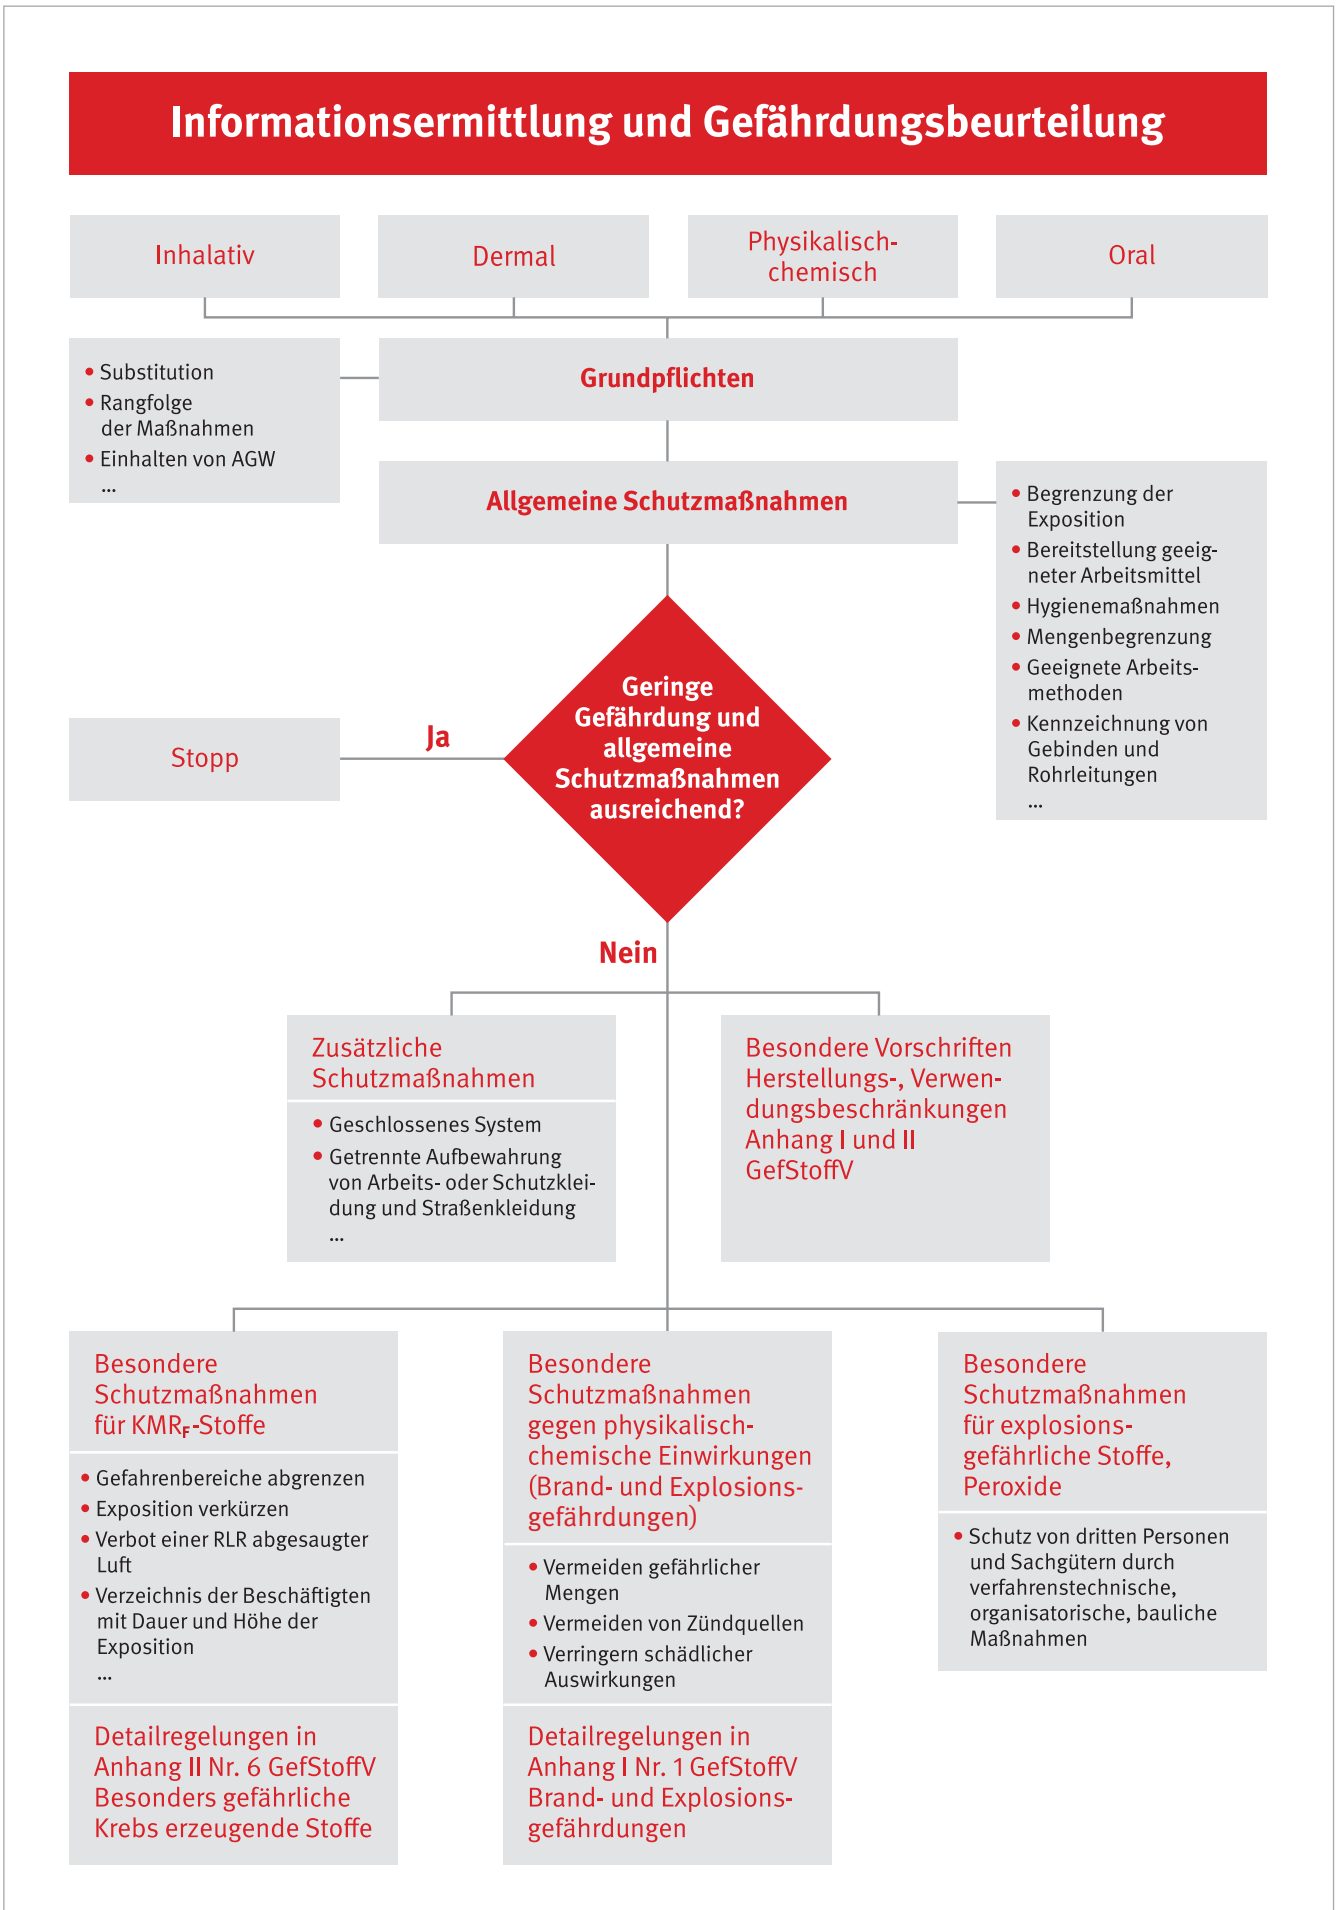 Informationsermittlung und Gefährdungsbeurteilung
Inhalativ
Dermal
Physikalisch-
chemisch
Oral
• Substitution
• Rangfolge
der Maßnahmen
• Einhalten von AGW
...
Grundpflichten
Allgemeine Schutzmaßnahmen
• Begrenzung der
Exposition
• Bereitstellung geeig-
neter Arbeitsmittel
• Hygienemaßnahmen
• Mengenbegrenzung
• Geeignete Arbeits-
methoden
• Kennzeichnung von
Gebinden und
Rohrleitungen
...
Geringe
Gefährdung und
allgemeine
Schutzmaßnahmen
ausreichend?
Ja
Stopp
Nein
Zusätzliche
Schutzmaßnahmen
• Geschlossenes System
• Getrennte Aufbewahrung
von Arbeits- oder Schutzklei-
dung und Straßenkleidung
...
Besondere Vorschriften
Herstellungs-, Verwen-
dungsbeschränkungen
Anhang I und II
GefStoffV
Besondere
Schutzmaßnahmen
für KMRF-Stoffe
• Gefahrenbereiche abgrenzen
• Exposition verkürzen
• Verbot einer RLR abgesaugter
Luft
• Verzeichnis der Beschäftigten
mit Dauer und Höhe der
Exposition
...
Detailregelungen in
Anhang II Nr. 6 GefStoffV
Besonders gefährliche
Krebs erzeugende Stoffe
Besondere
Schutzmaßnahmen
gegen physikalisch-
chemische Einwirkungen
(Brand- und Explosions-
gefährdungen)
• Vermeiden gefährlicher
Mengen
• Vermeiden von Zündquellen
• Verringern schädlicher
Auswirkungen
Detailregelungen in
Anhang I Nr. 1 GefStoffV
Brand- und Explosions-
gefährdungen
Besondere
Schutzmaßnahmen
für explosions-
gefährliche Stoffe,
Peroxide
• Schutz von dritten Personen
und Sachgütern durch
verfahrenstechnische,
organisatorische, bauliche
Maßnahmen